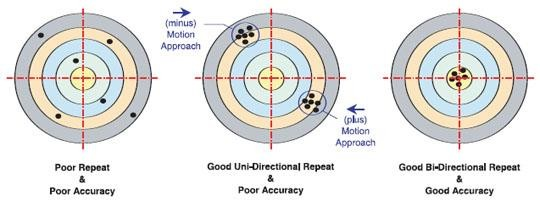 (minus)
Motion
Approach
(plus)
Motion
Approach
Poor Repeat
&
Poor Accuracy
Good Uni-Directional Repeat
&
Poor Accuracy
Good Bi-Directional Repeat
&
Good Accuracy